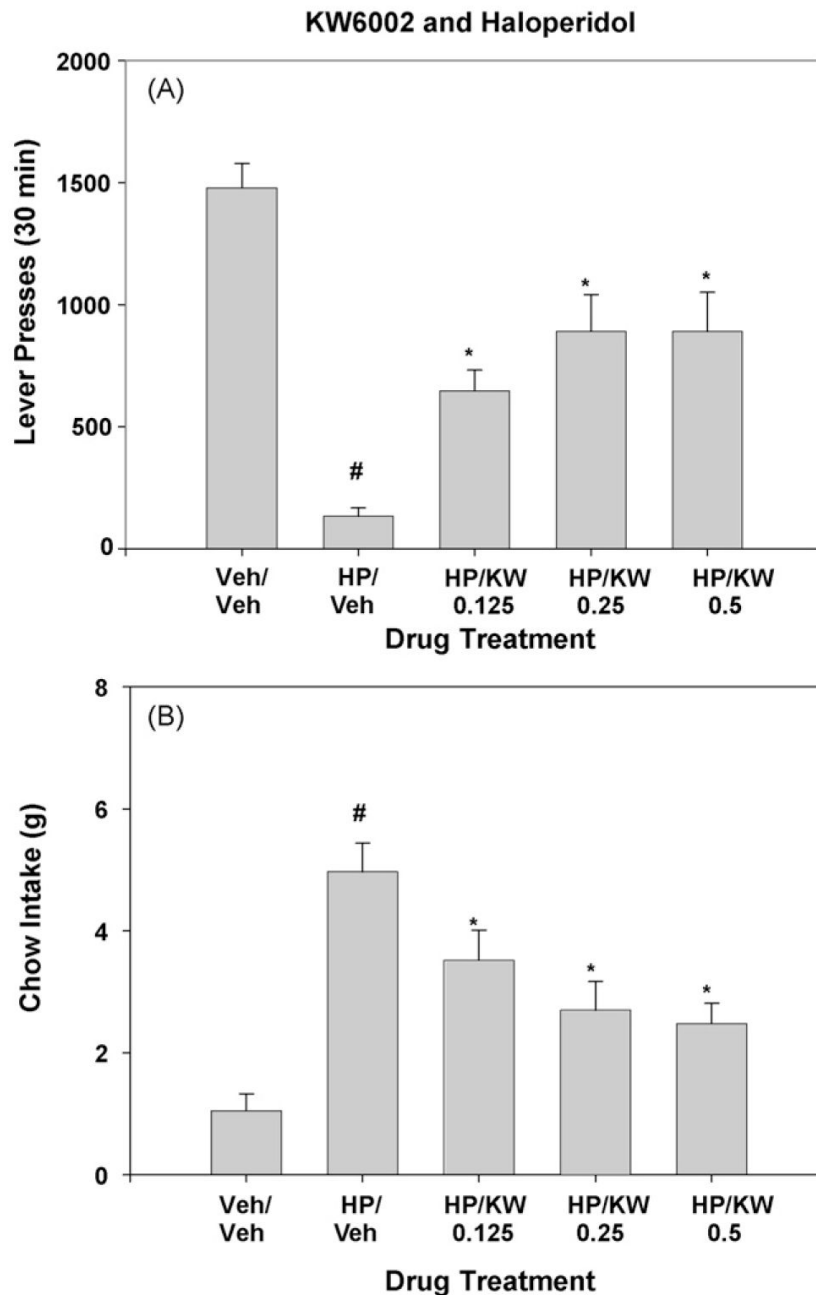 KW6002 and Haloperidol
(A)
Lever Presses (30 min)
2000
1500
1000
500
0
#
*
*
*
Veh/ HP/ HP/KW HP/KW HP/KW
Veh Veh 0.125 0.25 0.5
Drug Treatment
(B)
Chow Intake (g)
8
6
4
2
0
#
*
*
*
Veh/ HP/ HP/KW HP/KW HP/KW
Veh Veh 0.125 0.25 0.5
Drug Treatment